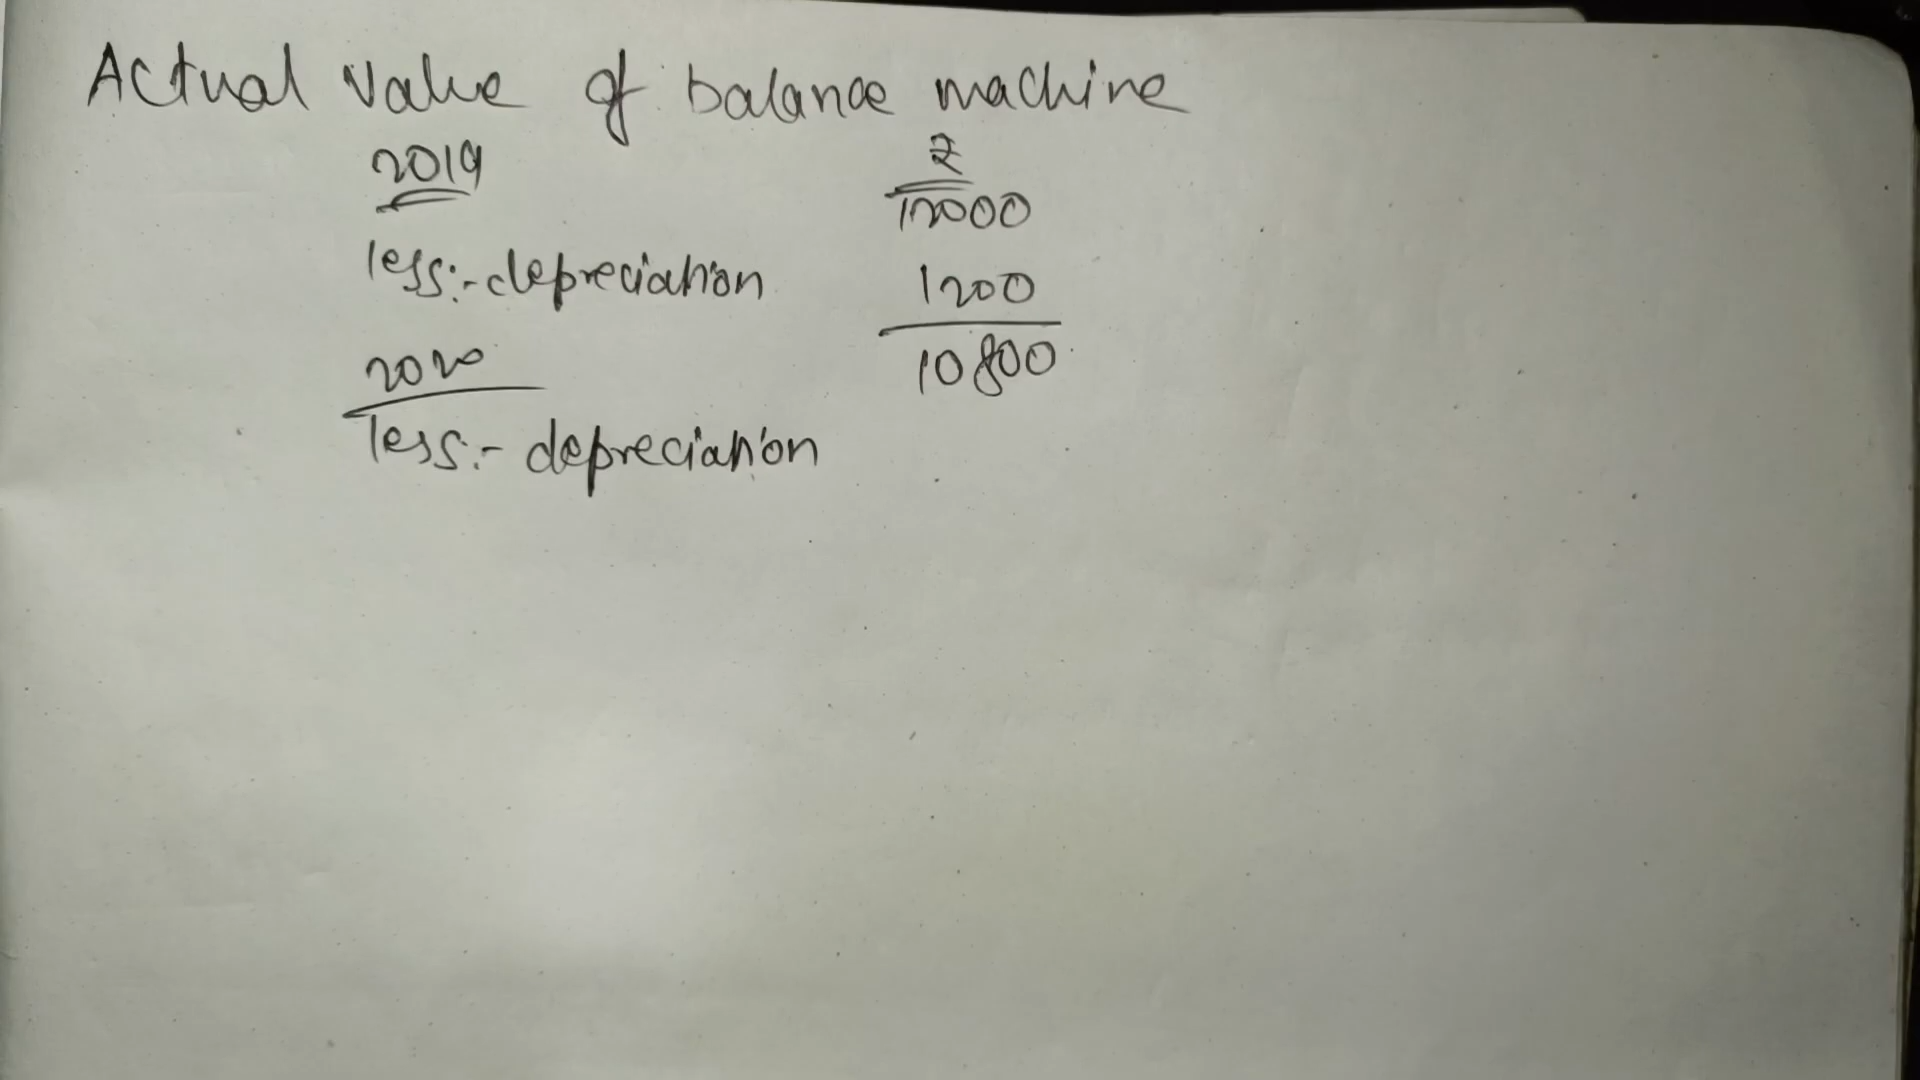 Actual value of balance machine
2019 ₹
12000
less:- depreciation 1200
2020 10800
less:- depreciation